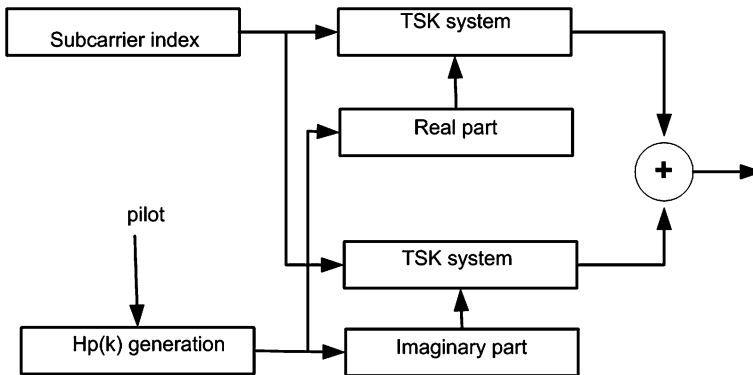 Subcarrier index
TSK system
Real part
+
pilot
TSK system
Hp(k) generation
Imaginary part